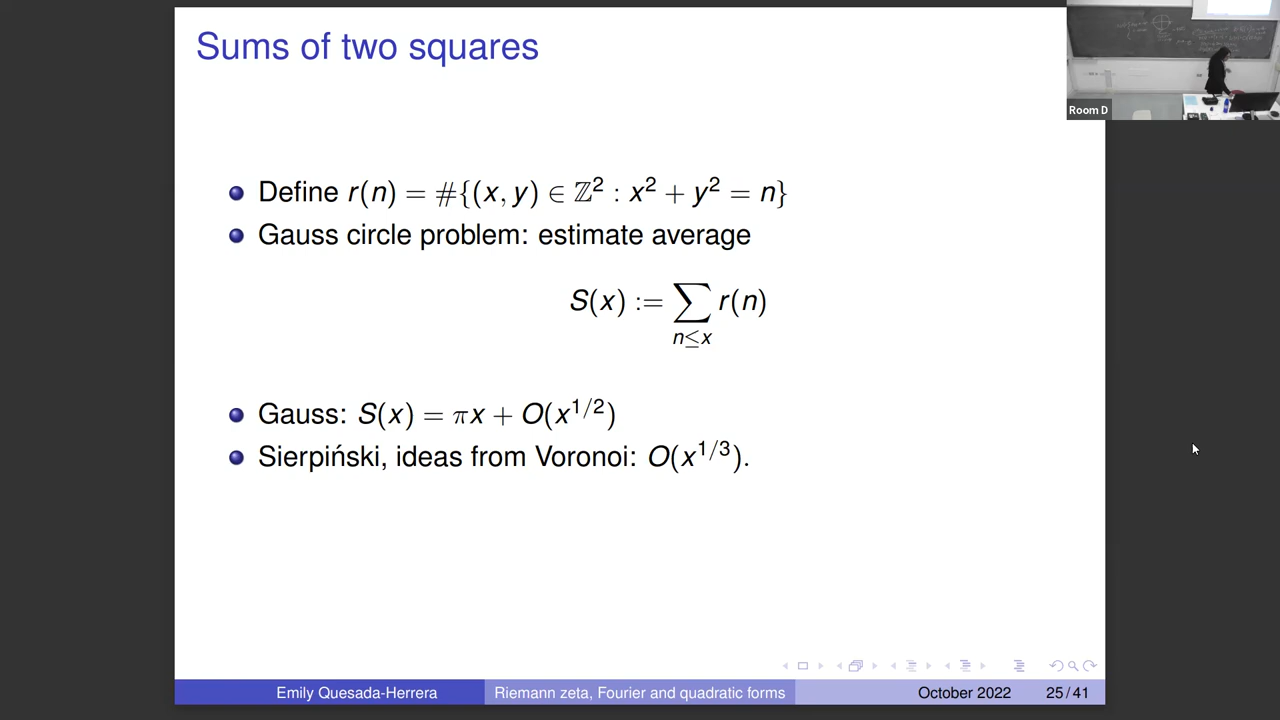 Sums of two squares
Room D
Define r(n) = #{(x, y) ∈ ℤ² : x² + y² = n}
Gauss circle problem: estimate average
S(x) := ∑ r(n)
n≤x
Gauss: S(x) = πx + O(x^{1/2})
Sierpiński, ideas from Voronoi: O(x^{1/3}).
Emily Quesada-Herrera Riemann zeta, Fourier and quadratic forms October 2022 25/41